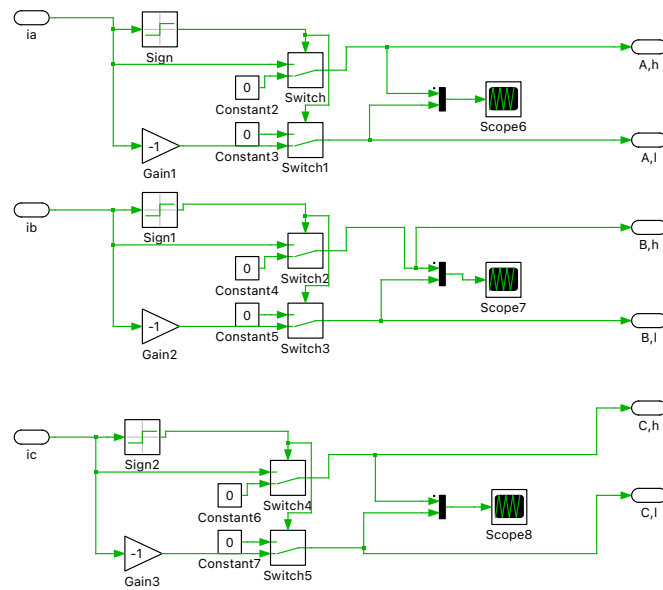 ia
Sign
0
Constant2
Switch
A,h
Scope6
-1
Gain1
0
Constant3
Switch1
A,l
ib
Sign1
0
Constant4
Switch2
B,h
Scope7
-1
Gain2
0
Constant5
Switch3
B,l
ic
Sign2
0
Constant6
Switch4
C,h
Scope8
-1
Gain3
0
Constant7
Switch5
C,l